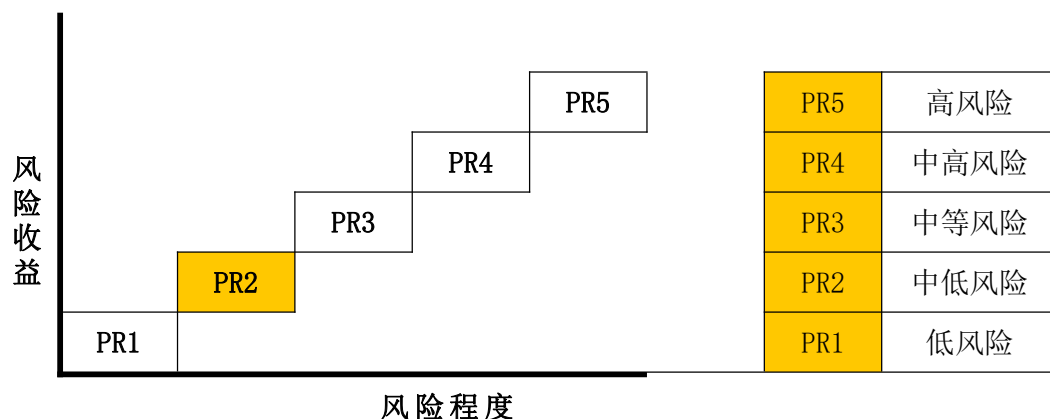 PR5
PR4
PR3
PR2
PR1
风险收益
风险程度
PR5 高风险
PR4 中高风险
PR3 中等风险
PR2 中低风险
PR1 低风险